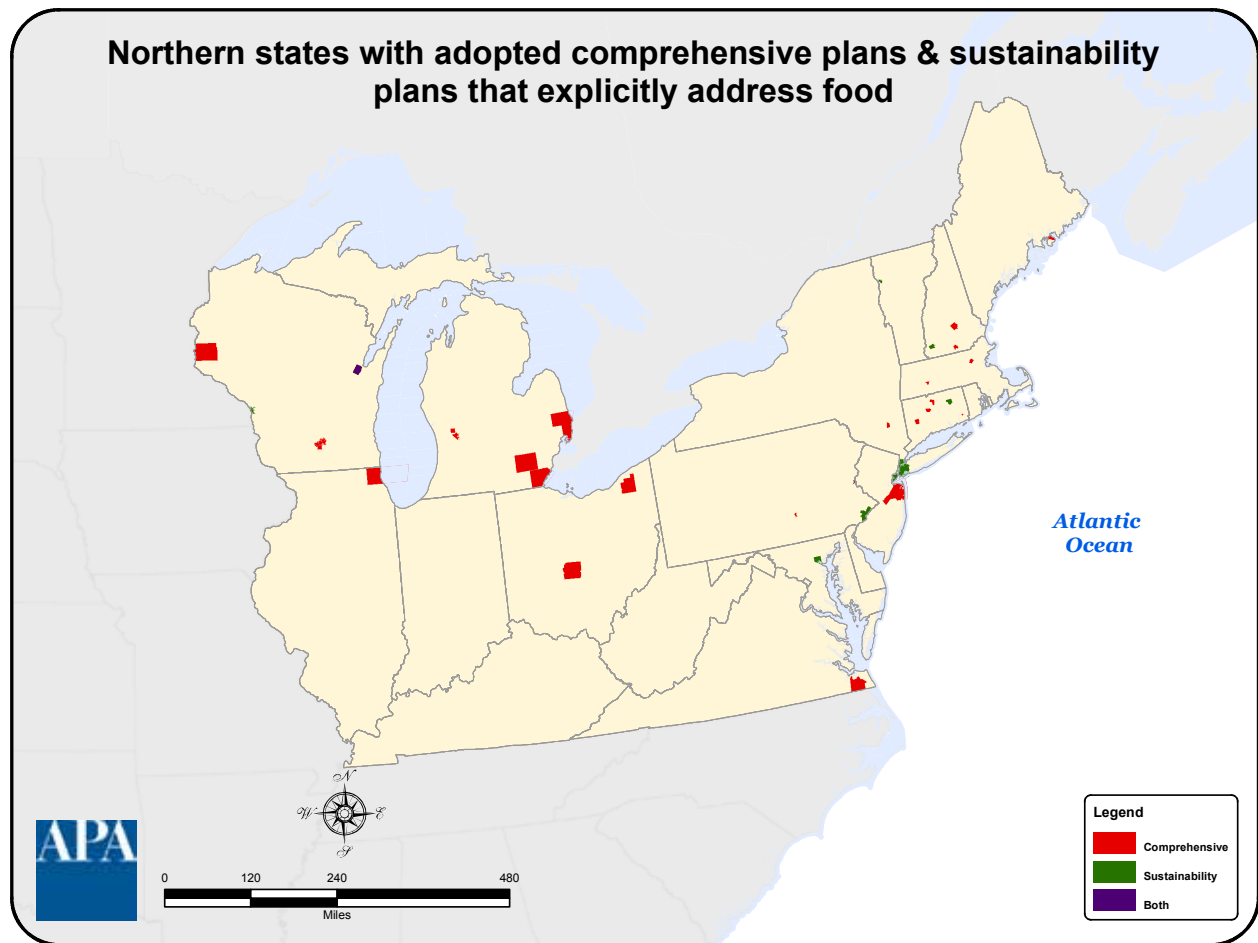 Northern states with adopted comprehensive plans & sustainability
plans that explicitly address food
Atlantic
Ocean
N
W
E
S
APA
0 120 240 480
Miles
Legend
Comprehensive
Sustainability
Both